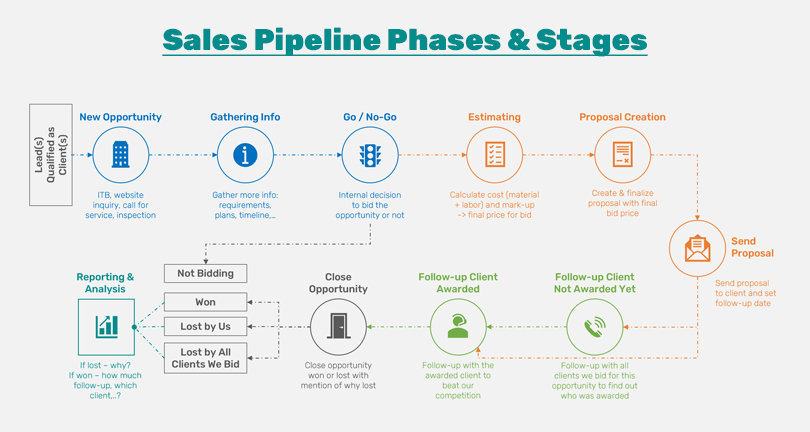 Sales Pipeline Phases & Stages
Lead(s)
Qualified as
Client(s)
New Opportunity
ITB, website
inquiry, call for
service, inspection
Gathering Info
Gather more info:
requirements,
plans, timeline,...
Go / No-Go
Internal decision
to bid the
opportunity or not
Estimating
Calculate cost (material
+ labor) and mark-up
-> final price for bid
Proposal Creation
Create & finalize
proposal with final
bid price
Send
Proposal
Send proposal
to client and set
follow-up date
Follow-up Client
Not Awarded Yet
Follow-up with all
clients we bid for this
opportunity to find out
who was awarded
Follow-up Client
Awarded
Follow-up with the
awarded client to
beat our
competition
Close
Opportunity
Close opportunity
won or lost with
mention of why lost
Not Bidding
Won
Lost by Us
Lost by All
Clients We Bid
Reporting &
Analysis
If lost – why?
If won – how much
follow-up, which
client,..?